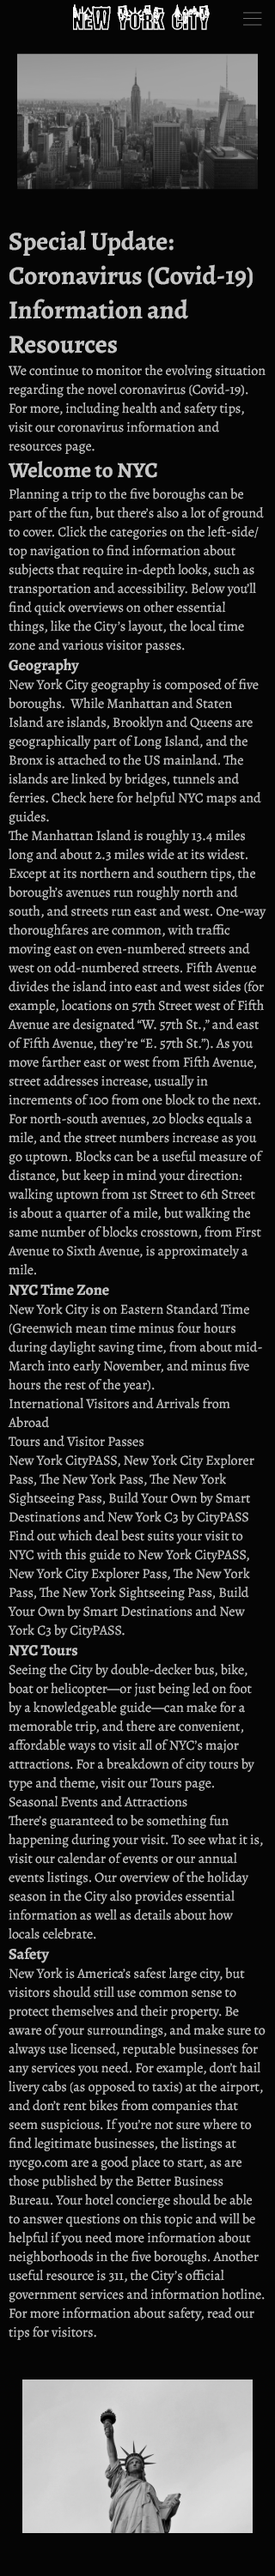 NEW YORK CITY
Special Update:
Coronavirus (Covid-19)
Information and
Resources
We continue to monitor the evolving situation
regarding the novel coronavirus (Covid-19).
For more, including health and safety tips,
visit our coronavirus information and
resources page.
Welcome to NYC
Planning a trip to the five boroughs can be
part of the fun, but there's also a lot of ground
to cover. Click the categories on the left-side/
top navigation to find information about
subjects that require in-depth looks, such as
transportation and accessibility. Below you'll
find quick overviews on other essential
things, like the City's layout, the local time
zone and various visitor passes.
Geography
New York City geography is composed of five
boroughs.  While Manhattan and Staten
Island are islands, Brooklyn and Queens are
geographically part of Long Island, and the
Bronx is attached to the US mainland. The
islands are linked by bridges, tunnels and
ferries. Check here for helpful NYC maps and
guides.
The Manhattan Island is roughly 13.4 miles
long and about 2.3 miles wide at its widest.
Except at its northern and southern tips, the
borough's avenues run roughly north and
south, and streets run east and west. One-way
thoroughfares are common, with traffic
moving east on even-numbered streets and
west on odd-numbered streets. Fifth Avenue
divides the island into east and west sides (for
example, locations on 57th Street west of Fifth
Avenue are designated “W. 57th St.,” and east
of Fifth Avenue, they're “E. 57th St.”). As you
move farther east or west from Fifth Avenue,
street addresses increase, usually in
increments of 100 from one block to the next.
For north-south avenues, 20 blocks equals a
mile, and the street numbers increase as you
go uptown. Blocks can be a useful measure of
distance, but keep in mind your direction:
walking uptown from 1st Street to 6th Street
is about a quarter of a mile, but walking the
same number of blocks crosstown, from First
Avenue to Sixth Avenue, is approximately a
mile.
NYC Time Zone
New York City is on Eastern Standard Time
(Greenwich mean time minus four hours
during daylight saving time, from about mid-
March into early November, and minus five
hours the rest of the year).
International Visitors and Arrivals from
Abroad
Tours and Visitor Passes
New York CityPASS, New York City Explorer
Pass, The New York Pass, The New York
Sightseeing Pass, Build Your Own by Smart
Destinations and New York C3 by CityPASS
Find out which deal best suits your visit to
NYC with this guide to New York CityPASS,
New York City Explorer Pass, The New York
Pass, The New York Sightseeing Pass, Build
Your Own by Smart Destinations and New
York C3 by CityPASS.
NYC Tours
Seeing the City by double-decker bus, bike,
boat or helicopter—or just being led on foot
by a knowledgeable guide—can make for a
memorable trip, and there are convenient,
affordable ways to visit all of NYC's major
attractions. For a breakdown of city tours by
type and theme, visit our Tours page.
Seasonal Events and Attractions
There's guaranteed to be something fun
happening during your visit. To see what it is,
visit our calendar of events or our annual
events listings. Our overview of the holiday
season in the City also provides essential
information as well as details about how
locals celebrate.
Safety
New York is America's safest large city, but
visitors should still use common sense to
protect themselves and their property. Be
aware of your surroundings, and make sure to
always use licensed, reputable businesses for
any services you need. For example, don't hail
livery cabs (as opposed to taxis) at the airport,
and don't rent bikes from companies that
seem suspicious. If you're not sure where to
find legitimate businesses, the listings at
nycgo.com are a good place to start, as are
those published by the Better Business
Bureau. Your hotel concierge should be able
to answer questions on this topic and will be
helpful if you need more information about
neighborhoods in the five boroughs. Another
useful resource is 311, the City's official
government services and information hotline.
For more information about safety, read our
tips for visitors.